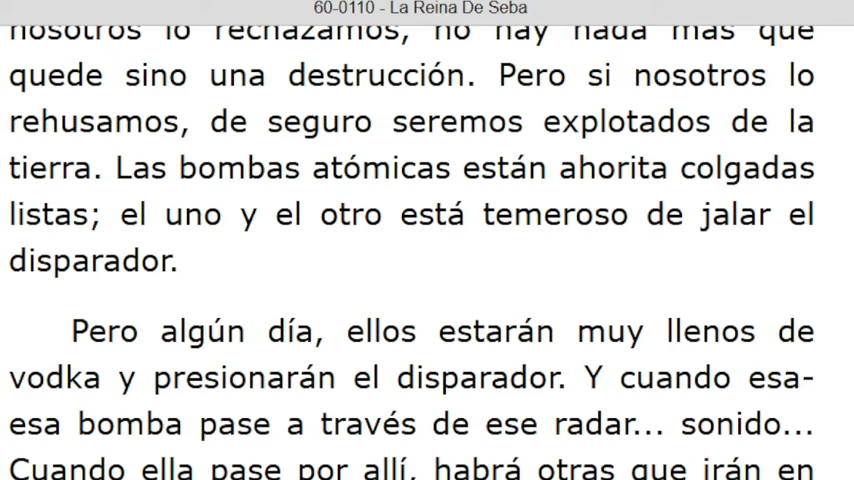 60-0110 - La Reina De Seba
nosotros lo rechazamos, no hay nada más que
quede sino una destrucción. Pero si nosotros lo
rehusamos, de seguro seremos explotados de la
tierra. Las bombas atómicas están ahorita colgadas
listas; el uno y el otro está temeroso de jalar el
disparador.
Pero algún día, ellos estarán muy llenos de
vodka y presionarán el disparador. Y cuando esa-
esa bomba pase a través de ese radar... sonido...
Cuando ella pase por allí, habrá otras que irán en